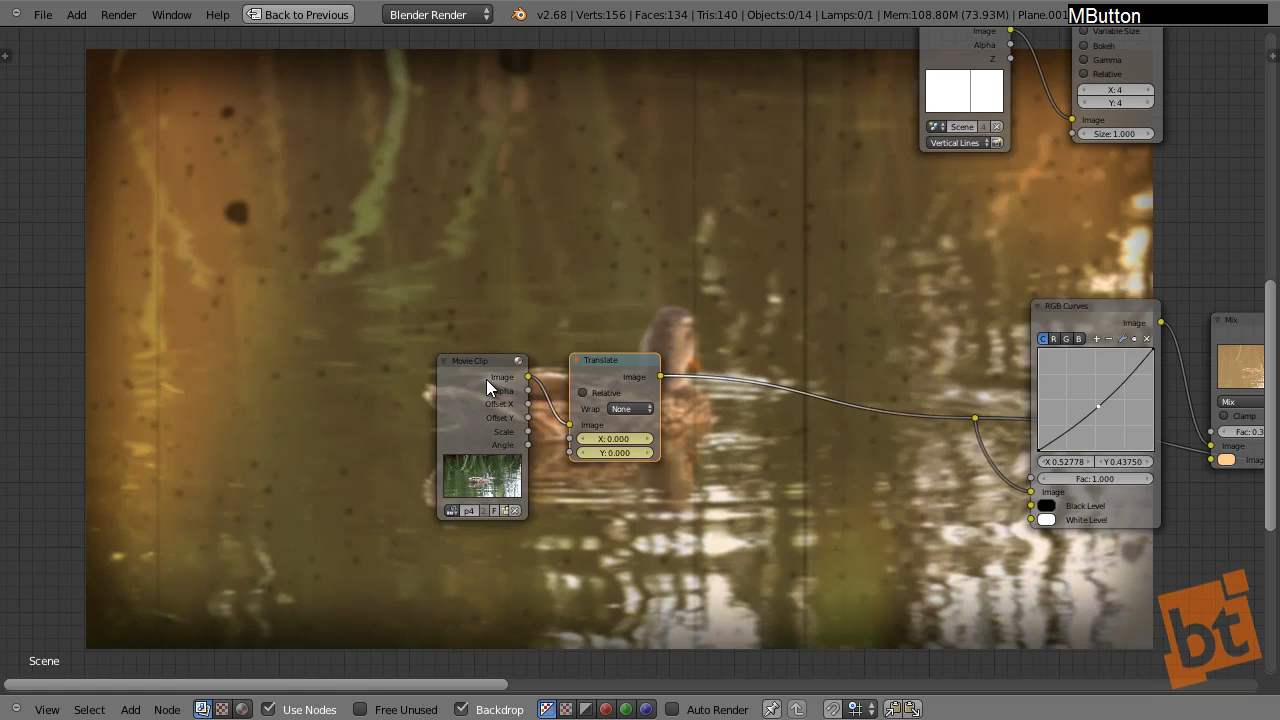 File Add Render Window Help Back to Previous Blender Render v2.68 | Verts:156 | Faces:134 | Tris:140 | Objects:0/14 | Lamps:0/1 | Mem:108.80M (73.93M) | Plane.001
MButton
Image
Alpha
Z
Scene 4
Vertical Lines
Variable Size
Bokeh
Gamma
Relative
X: 4
Y: 4
Image
Size: 1.000
Movie Clip
Image
Alpha
Offset X
Offset Y
Scale
Angle
p4 2 F
Translate
Image
Relative
Wrap None
Image
X: 0.000
Y: 0.000
RGB Curves
Image
C R G B
X 0.52778 Y 0.43750
Fac: 1.000
Image
Black Level
White Level
Mix
Mix
Clamp
Fac: 0.3
Image
Imag
bt
Scene
View Select Add Node Use Nodes Free Unused Backdrop Auto Render